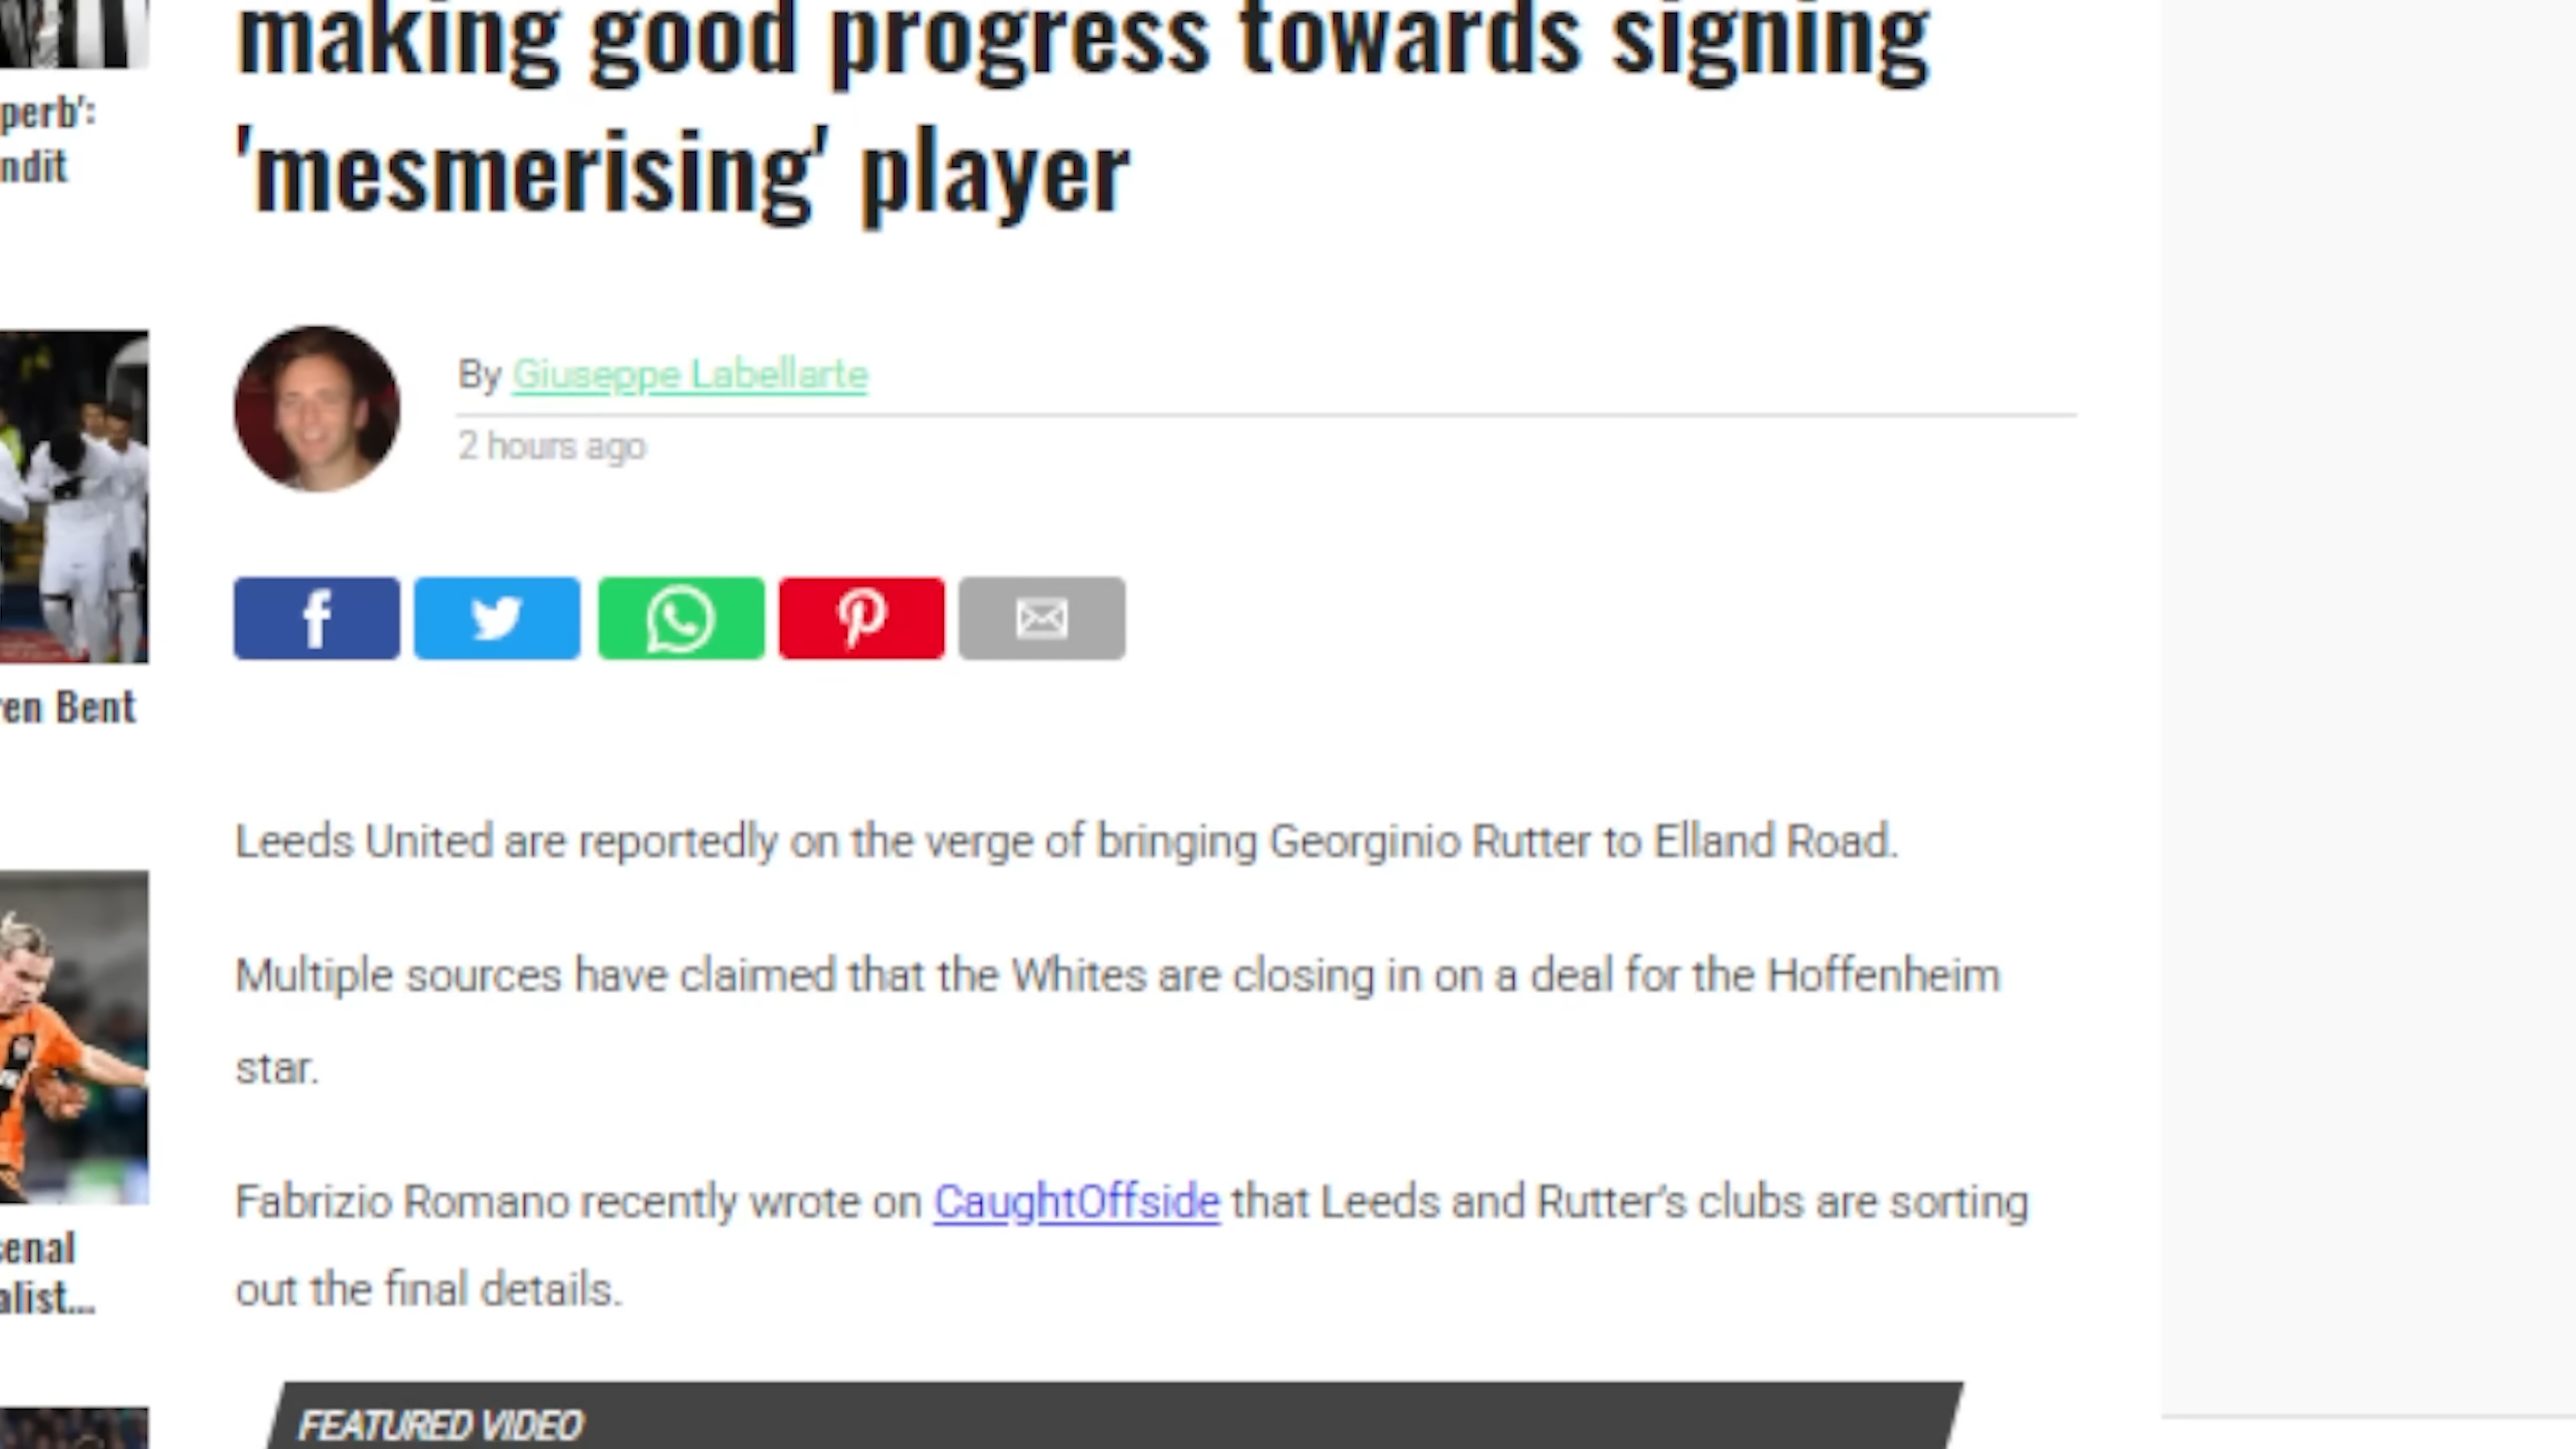 making good progress towards signing
'mesmerising' player
By Giuseppe Labellarte
2 hours ago
Leeds United are reportedly on the verge of bringing Georginio Rutter to Elland Road.
Multiple sources have claimed that the Whites are closing in on a deal for the Hoffenheim
star.
Fabrizio Romano recently wrote on CaughtOffside that Leeds and Rutter's clubs are sorting
out the final details.
FEATURED VIDEO
perb':
ndit
en Bent
enal
alist...